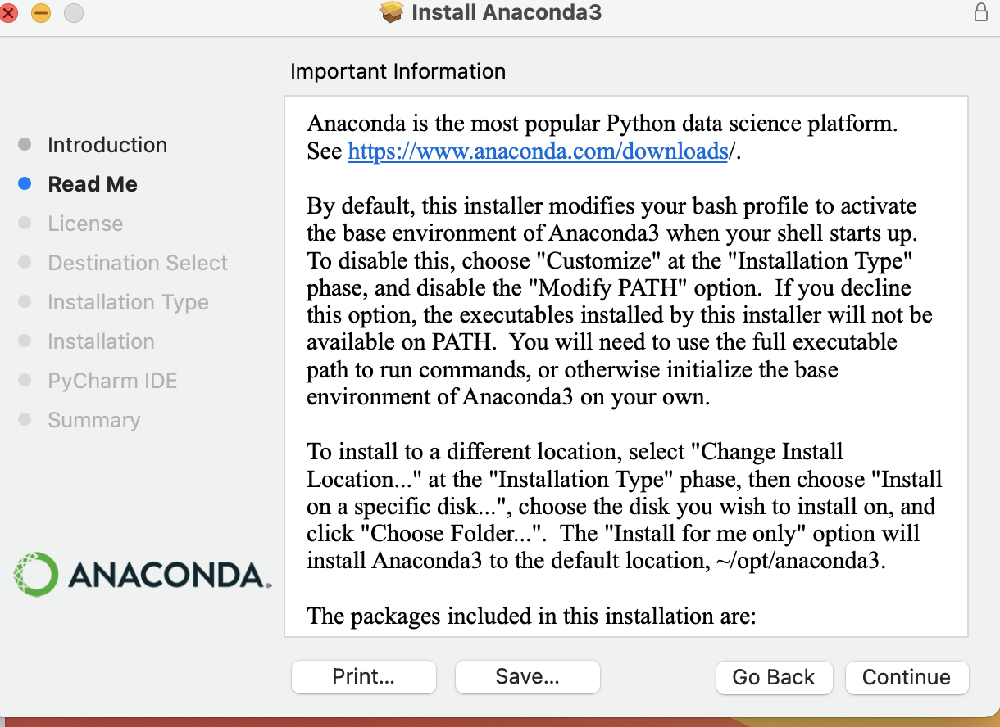 Install Anaconda3
Important Information
Introduction
Read Me
License
Destination Select
Installation Type
Installation
PyCharm IDE
Summary
ANACONDA.
Anaconda is the most popular Python data science platform.
See https://www.anaconda.com/downloads/.
By default, this installer modifies your bash profile to activate
the base environment of Anaconda3 when your shell starts up.
To disable this, choose "Customize" at the "Installation Type"
phase, and disable the "Modify PATH" option.  If you decline
this option, the executables installed by this installer will not be
available on PATH.  You will need to use the full executable
path to run commands, or otherwise initialize the base
environment of Anaconda3 on your own.
To install to a different location, select "Change Install
Location..." at the "Installation Type" phase, then choose "Install
on a specific disk...", choose the disk you wish to install on, and
click "Choose Folder...".  The "Install for me only" option will
install Anaconda3 to the default location, ~/opt/anaconda3.
The packages included in this installation are:
Print...
Save...
Go Back
Continue